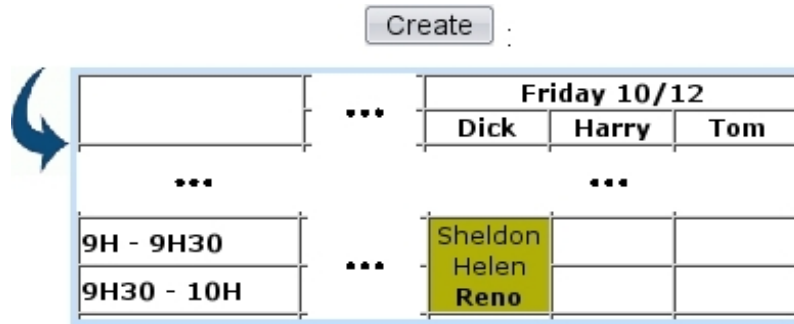 Create :
... Friday 10/12
Dick Harry Tom
... ...
9H - 9H30 ... Sheldon
Helen
9H30 - 10H Reno